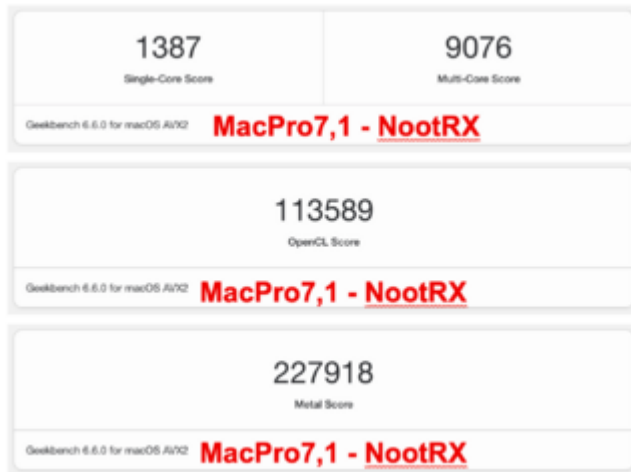 1387 9076
Single-Core Score Multi-Core Score
Geekbench 6.6.0 for macOS AVX2 MacPro7,1 - NootRX
113589
OpenCL Score
Geekbench 6.6.0 for macOS AVX2 MacPro7,1 - NootRX
227918
Metal Score
Geekbench 6.6.0 for macOS AVX2 MacPro7,1 - NootRX